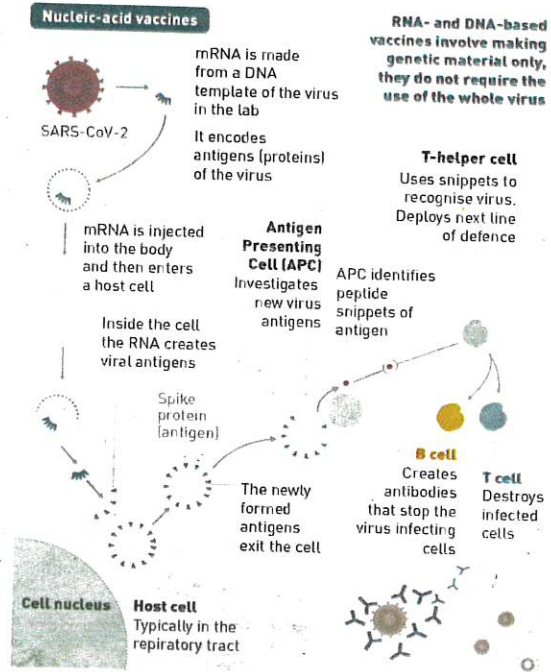 Nucleic-acid vaccines
RNA- and DNA-based
vaccines involve making
genetic material only,
they do not require the
use of the whole virus
mRNA is made
from a DNA
template of the virus
in the lab
SARS-CoV-2
It encodes
antigens (proteins)
of the virus
T-helper cell
Uses snippets to
recognise virus.
Deploys next line
of defence
mRNA is injected
into the body
and then enters
a host cell
Antigen
Presenting
Cell (APC)
Investigates
new virus
antigens
APC identifies
peptide
snippets of
antigen
Inside the cell
the RNA creates
viral antigens
Spike
protein
(antigen)
The newly
formed
antigens
exit the cell
B cell
Creates
antibodies
that stop the
virus infecting
cells
T cell
Destroys
infected
cells
Cell nucleus
Host cell
Typically in the
respiratory tract